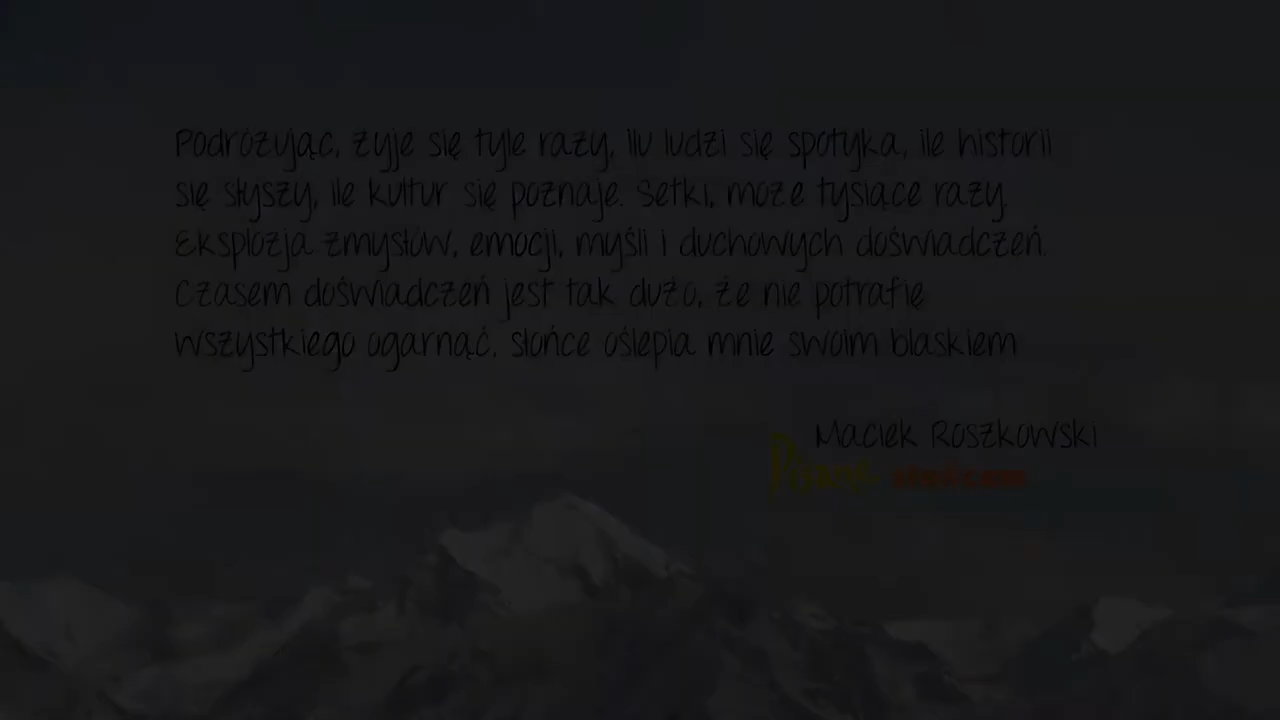 Podróżując, żyje się tyle razy, ilu ludzi się spotyka, ile historii
się słyszy, ile kultur się poznaje. Setki, może tysiące razy.
Eksplozja zmysłów, emocji, myśli i duchowych doświadczeń.
Czasem doświadczeń jest tak dużo, że nie potrafię
wszystkiego ogarnąć, słońce oślepia mnie swoim blaskiem
Maciek Roszkowski
Pisane słońcem